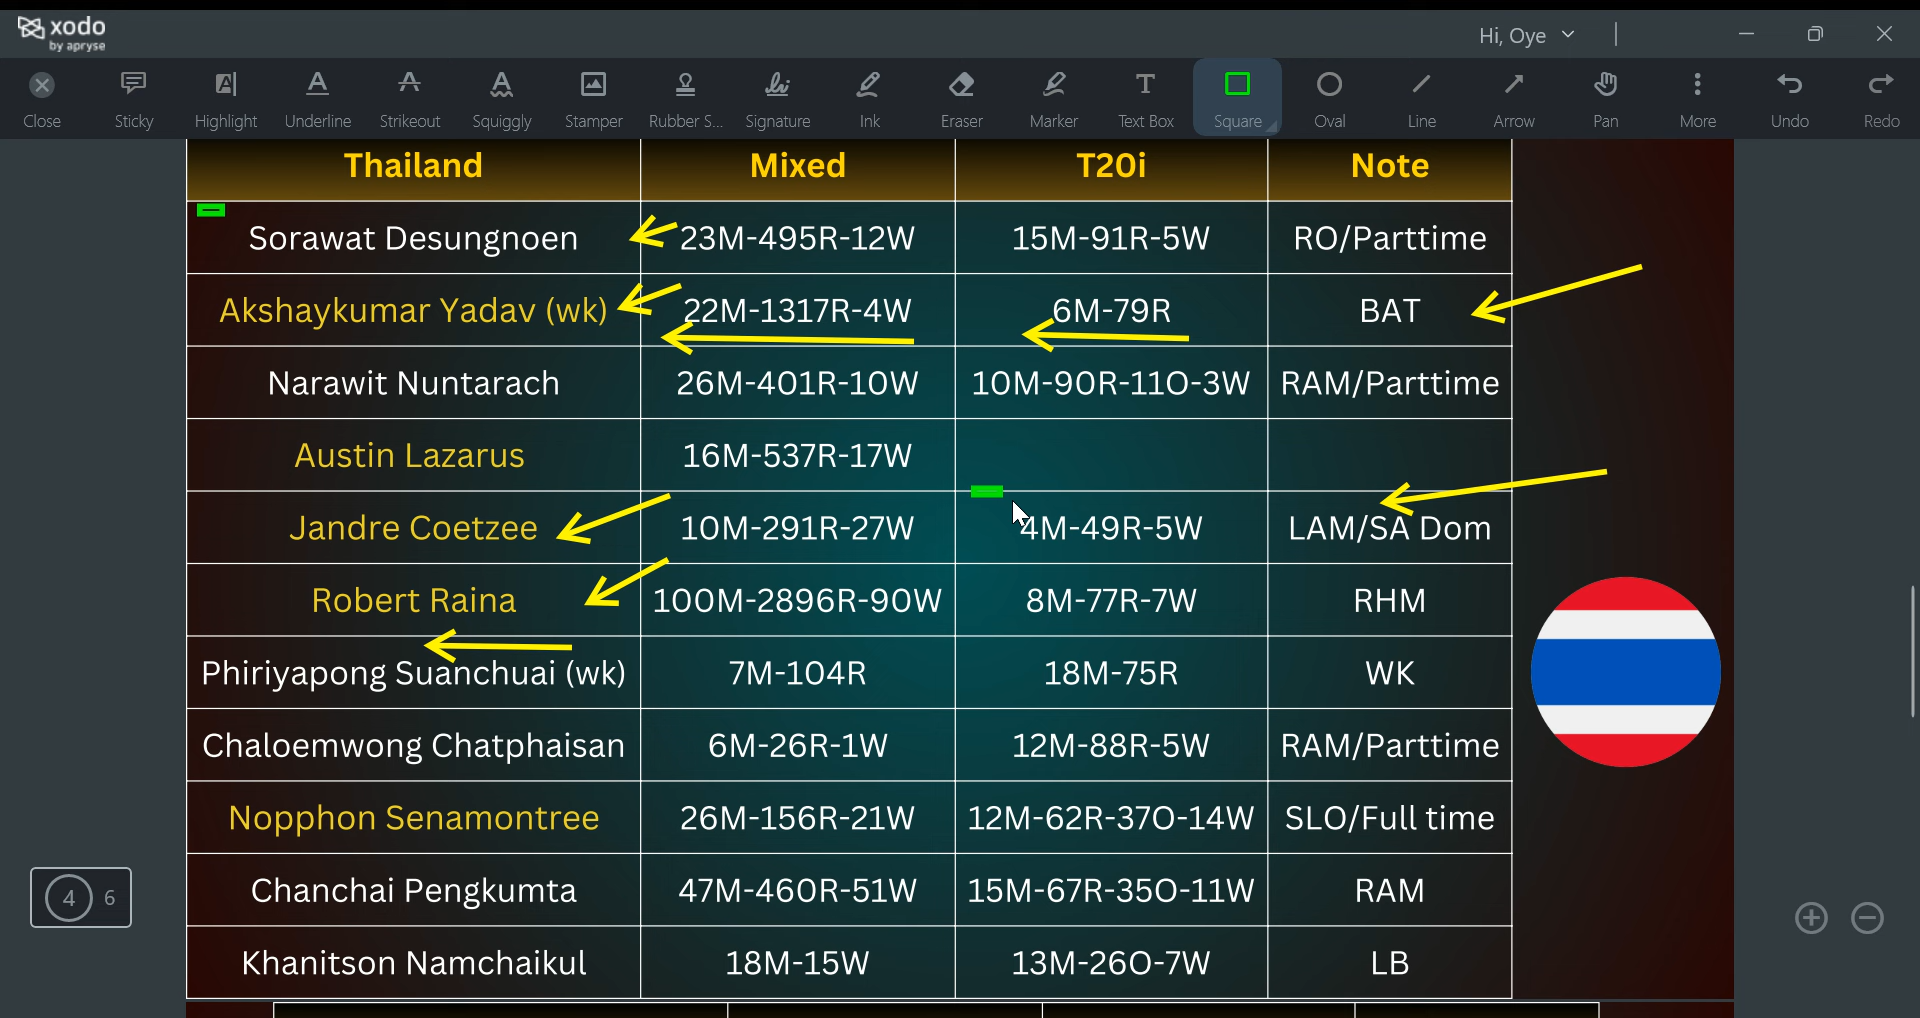 xodo
by apryse
Hi, Oye
Close Sticky Highlight Underline Strikeout Squiggly Stamper Rubber S... Signature Ink Eraser Marker Text Box Square Oval Line Arrow Pan More Undo Redo
Thailand Mixed T20i Note
Sorawat Desungnoen 23M-495R-12W 15M-91R-5W RO/Parttime
Akshaykumar Yadav (wk) 22M-1317R-4W 6M-79R BAT
Narawit Nuntarach 26M-401R-10W 10M-90R-11O-3W RAM/Parttime
Austin Lazarus 16M-537R-17W
Jandre Coetzee 10M-291R-27W 4M-49R-5W LAM/SA Dom
Robert Raina 100M-2896R-90W 8M-77R-7W RHM
Phiriyapong Suanchuai (wk) 7M-104R 18M-75R WK
Chaloemwong Chatphaisan 6M-26R-1W 12M-88R-5W RAM/Parttime
Nopphon Senamontree 26M-156R-21W 12M-62R-37O-14W SLO/Full time
Chanchai Pengkumta 47M-460R-51W 15M-67R-35O-11W RAM
Khanitson Namchaikul 18M-15W 13M-26O-7W LB
4 6